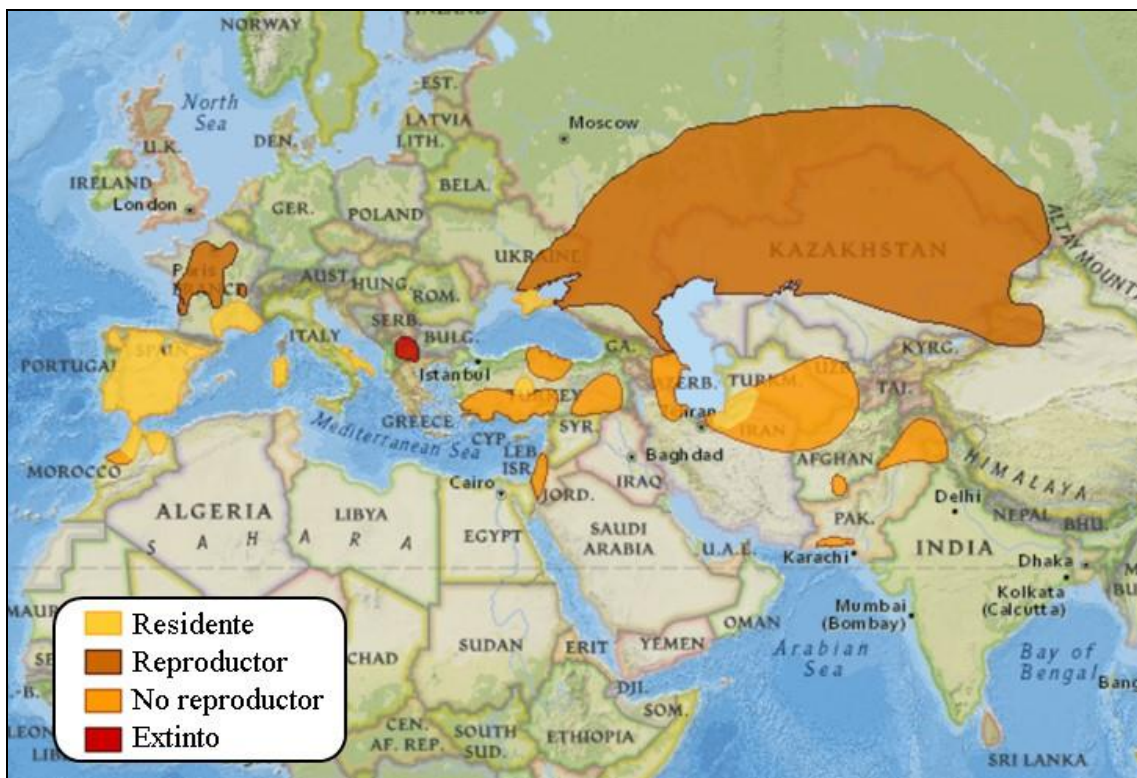 NORWAY
FINLAND
North
Sea
EST.
LATVIA
LITH.
DEN.
Moscow
U.K.
IRELAND
London
BELA.
GER.
POLAND
UKRAINE
KAZAKHSTAN
ALTAY MOUNT
Paris
FRANCE
AUST.
HUNG.
ROM.
ITALY
SERB.
BULG.
GA.
KYRG.
PORTUGAL
SPAIN
Istanbul
AZERB.
TURKM.
UZB.
TAJ.
TURKEY
GREECE
Mediterranean Sea
CYP.
SYR.
Tehran
IRAN
LEB.
ISR.
Baghdad
AFGHAN
MOROCCO
Cairo
JORD.
IRAQ
HIMALAYA
ALGERIA
LIBYA
EGYPT
SAUDI
ARABIA
PAK.
Delhi
NEPAL
BHU.
SAHARA
U.A.E.
Karachi
INDIA
Dhaka
Kolkata
(Calcutta)
MAUR
OMAN
Mumbai
(Bombay)
CHAD
SUDAN
ERIT
YEMEN
Arabian
Sea
Bay of
Bengal
Bang
DJI.
SOM.
CEN.
AF. REP.
SOUTH
SUD.
ETHIOPIA
SRI LANKA
Residente
Reproductor
No reproductor
Extinto